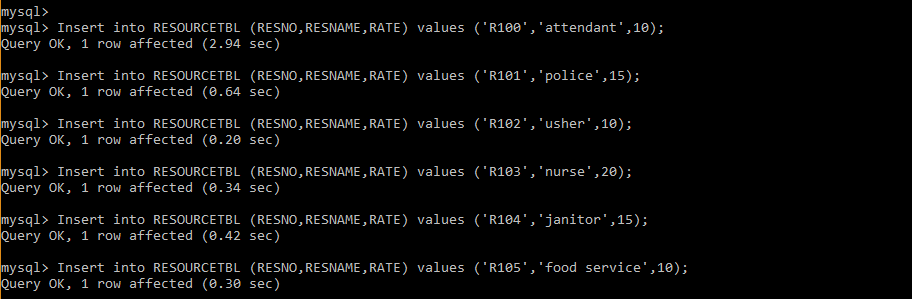 mysql>
mysql> Insert into RESOURCETBL (RESNO,RESNAME,RATE) values ('R100','attendant',10);
Query OK, 1 row affected (2.94 sec)
mysql> Insert into RESOURCETBL (RESNO,RESNAME,RATE) values ('R101','police',15);
Query OK, 1 row affected (0.64 sec)
mysql> Insert into RESOURCETBL (RESNO,RESNAME,RATE) values ('R102','usher',10);
Query OK, 1 row affected (0.20 sec)
mysql> Insert into RESOURCETBL (RESNO,RESNAME,RATE) values ('R103','nurse',20);
Query OK, 1 row affected (0.34 sec)
mysql> Insert into RESOURCETBL (RESNO,RESNAME,RATE) values ('R104','janitor',15);
Query OK, 1 row affected (0.42 sec)
mysql> Insert into RESOURCETBL (RESNO,RESNAME,RATE) values ('R105','food service',10);
Query OK, 1 row affected (0.30 sec)